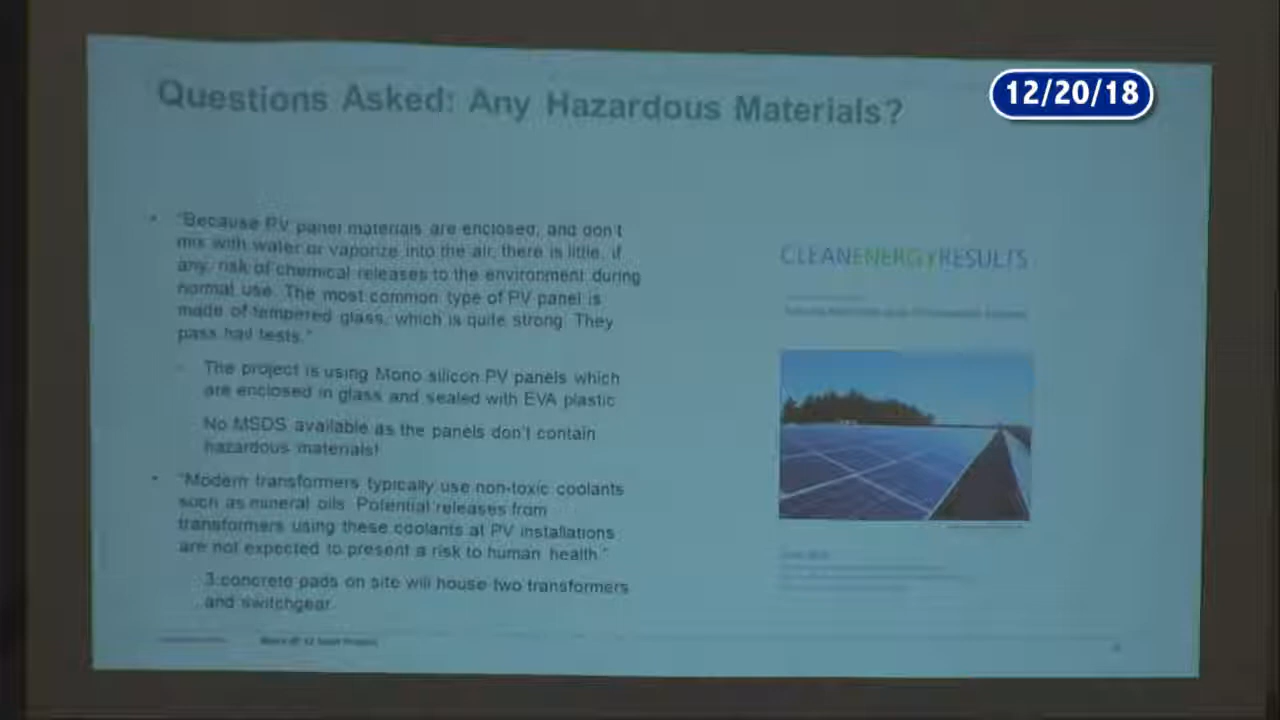 Questions Asked: Any Hazardous Materials?
12/20/18
• "Because PV panel materials are enclosed, and don't
mix with water or vaporize into the air, there is little, if
any, risk of chemical releases to the environment during
normal use. The most common type of PV panel is
made of tempered glass, which is quite strong. They
pass hail tests."
The project is using Mono silicon PV panels which
are enclosed in glass and sealed with EVA plastic
No MSDS available as the panels don't contain
hazardous materials!
• "Modern transformers typically use non-toxic coolants
such as mineral oils. Potential releases from
transformers using these coolants at PV installations
are not expected to present a risk to human health."
3 concrete pads on site will house two transformers
and switchgear
CLEANENERGYRESULTS